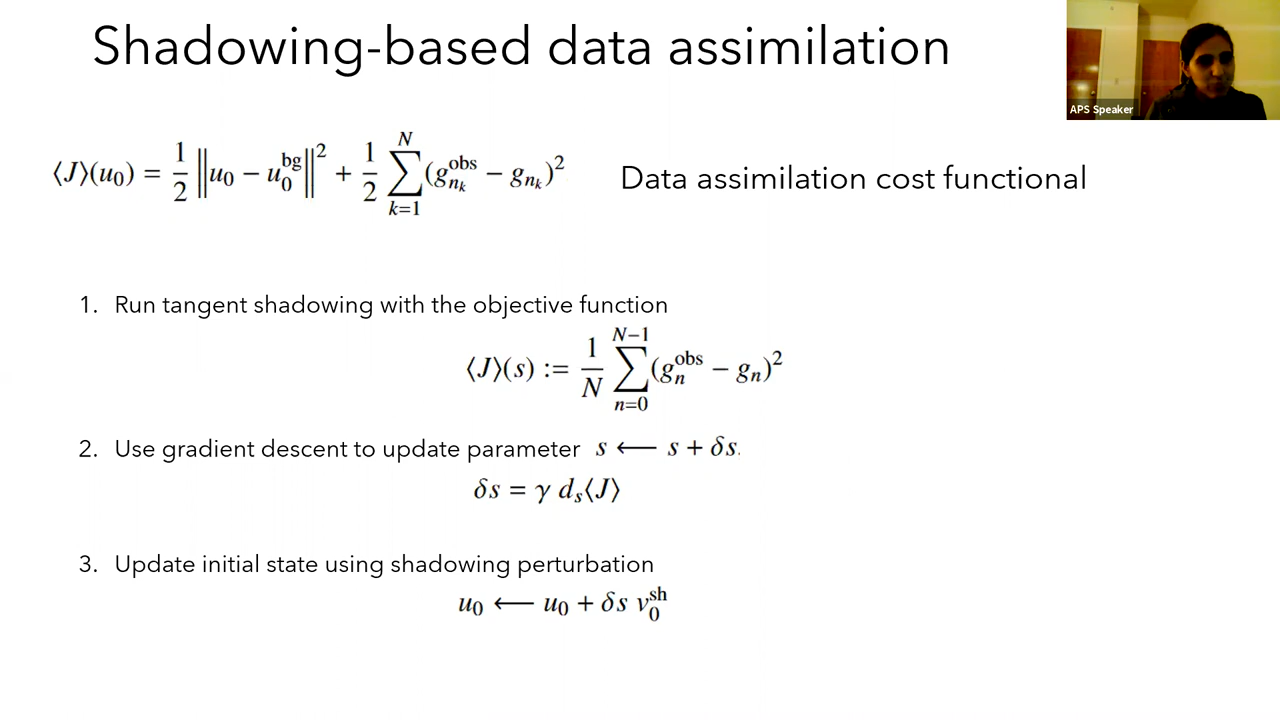 Shadowing-based data assimilation
APS Speaker
⟨J⟩(u₀) = 1/2 ‖u₀ − u₀^bg‖² + 1/2 ∑_{k=1}^{N} (g_{n_k}^obs − g_{n_k})²
Data assimilation cost functional
1. Run tangent shadowing with the objective function
⟨J⟩(s) := 1/N ∑_{n=0}^{N−1} (g_n^obs − g_n)²
2. Use gradient descent to update parameter s ⟵ s + δs.
δs = γ d_s⟨J⟩
3. Update initial state using shadowing perturbation
u₀ ⟵ u₀ + δs v₀^sh